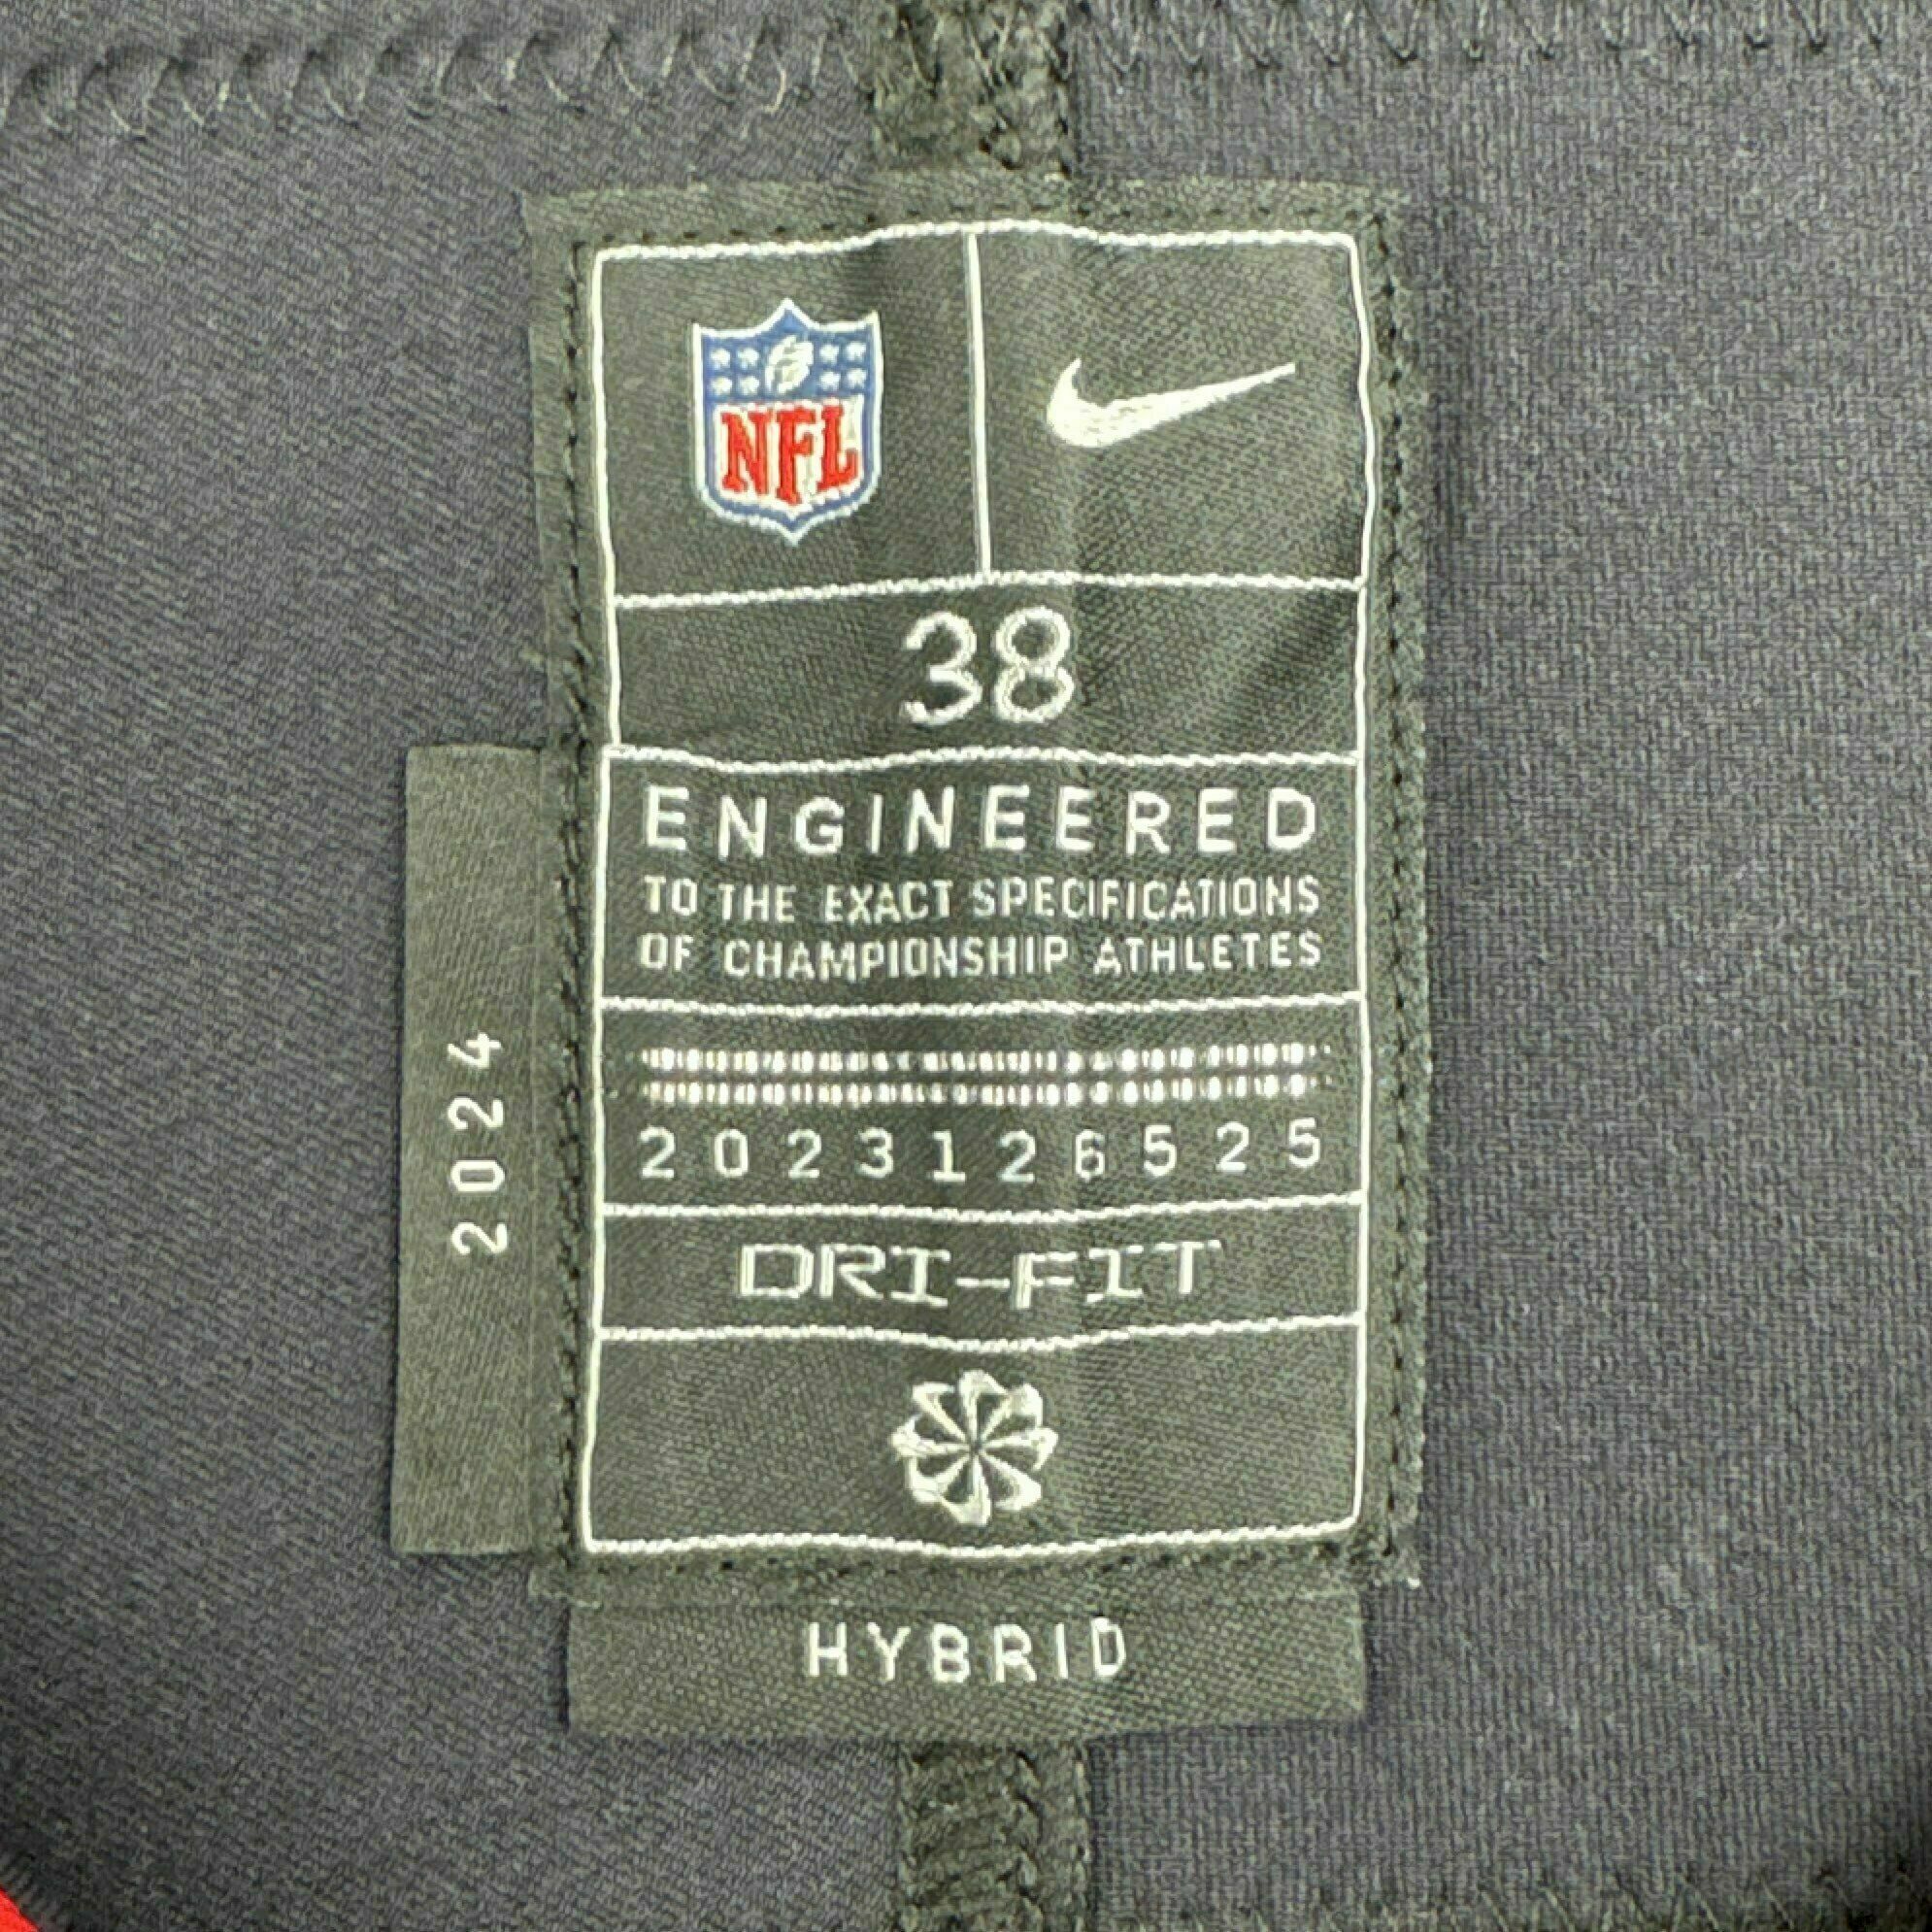 NFL
38
ENGINEERED
TO THE EXACT SPECIFICATIONS
OF CHAMPIONSHIP ATHLETES
2023126525
DRI-FIT
HYBRID
2024